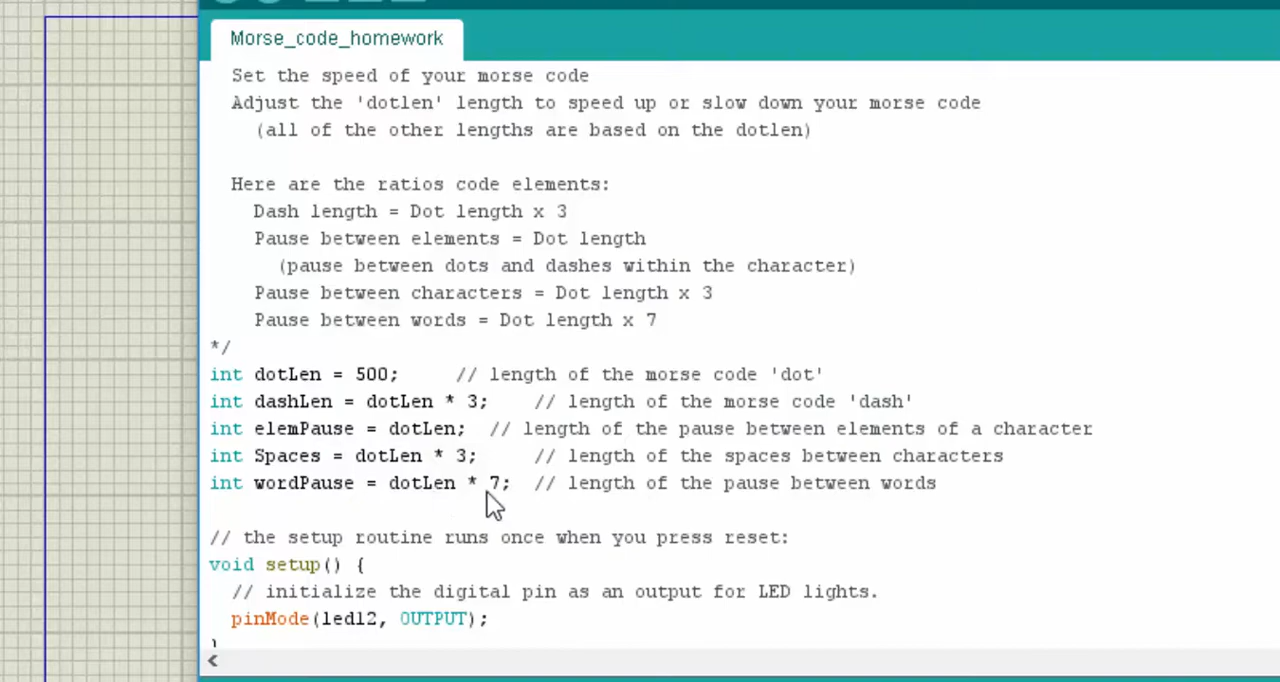 Morse_code_homework
Set the speed of your morse code
Adjust the 'dotlen' length to speed up or slow down your morse code
(all of the other lengths are based on the dotlen)
Here are the ratios code elements:
Dash length = Dot length x 3
Pause between elements = Dot length
(pause between dots and dashes within the character)
Pause between characters = Dot length x 3
Pause between words = Dot length x 7
*/
int dotLen = 500;     // length of the morse code 'dot'
int dashLen = dotLen * 3;    // length of the morse code 'dash'
int elemPause = dotLen;  // length of the pause between elements of a character
int Spaces = dotLen * 3;     // length of the spaces between characters
int wordPause = dotLen * 7;  // length of the pause between words
// the setup routine runs once when you press reset:
void setup() {
// initialize the digital pin as an output for LED lights.
pinMode(led12, OUTPUT);